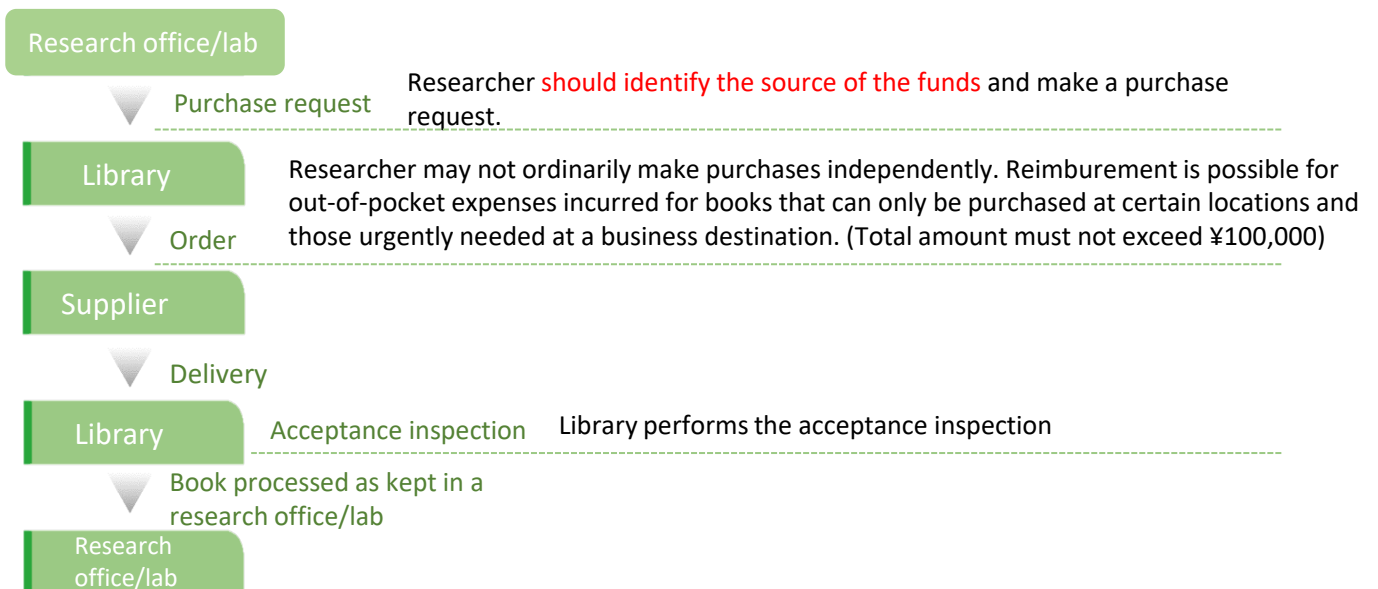 Research office/lab
Purchase request
Researcher should identify the source of the funds and make a purchase
request.
Library
Researcher may not ordinarily make purchases independently. Reimburement is possible for
out-of-pocket expenses incurred for books that can only be purchased at certain locations and
those urgently needed at a business destination. (Total amount must not exceed ¥100,000)
Order
Supplier
Delivery
Library
Acceptance inspection
Library performs the acceptance inspection
Book processed as kept in a
research office/lab
Research
office/lab